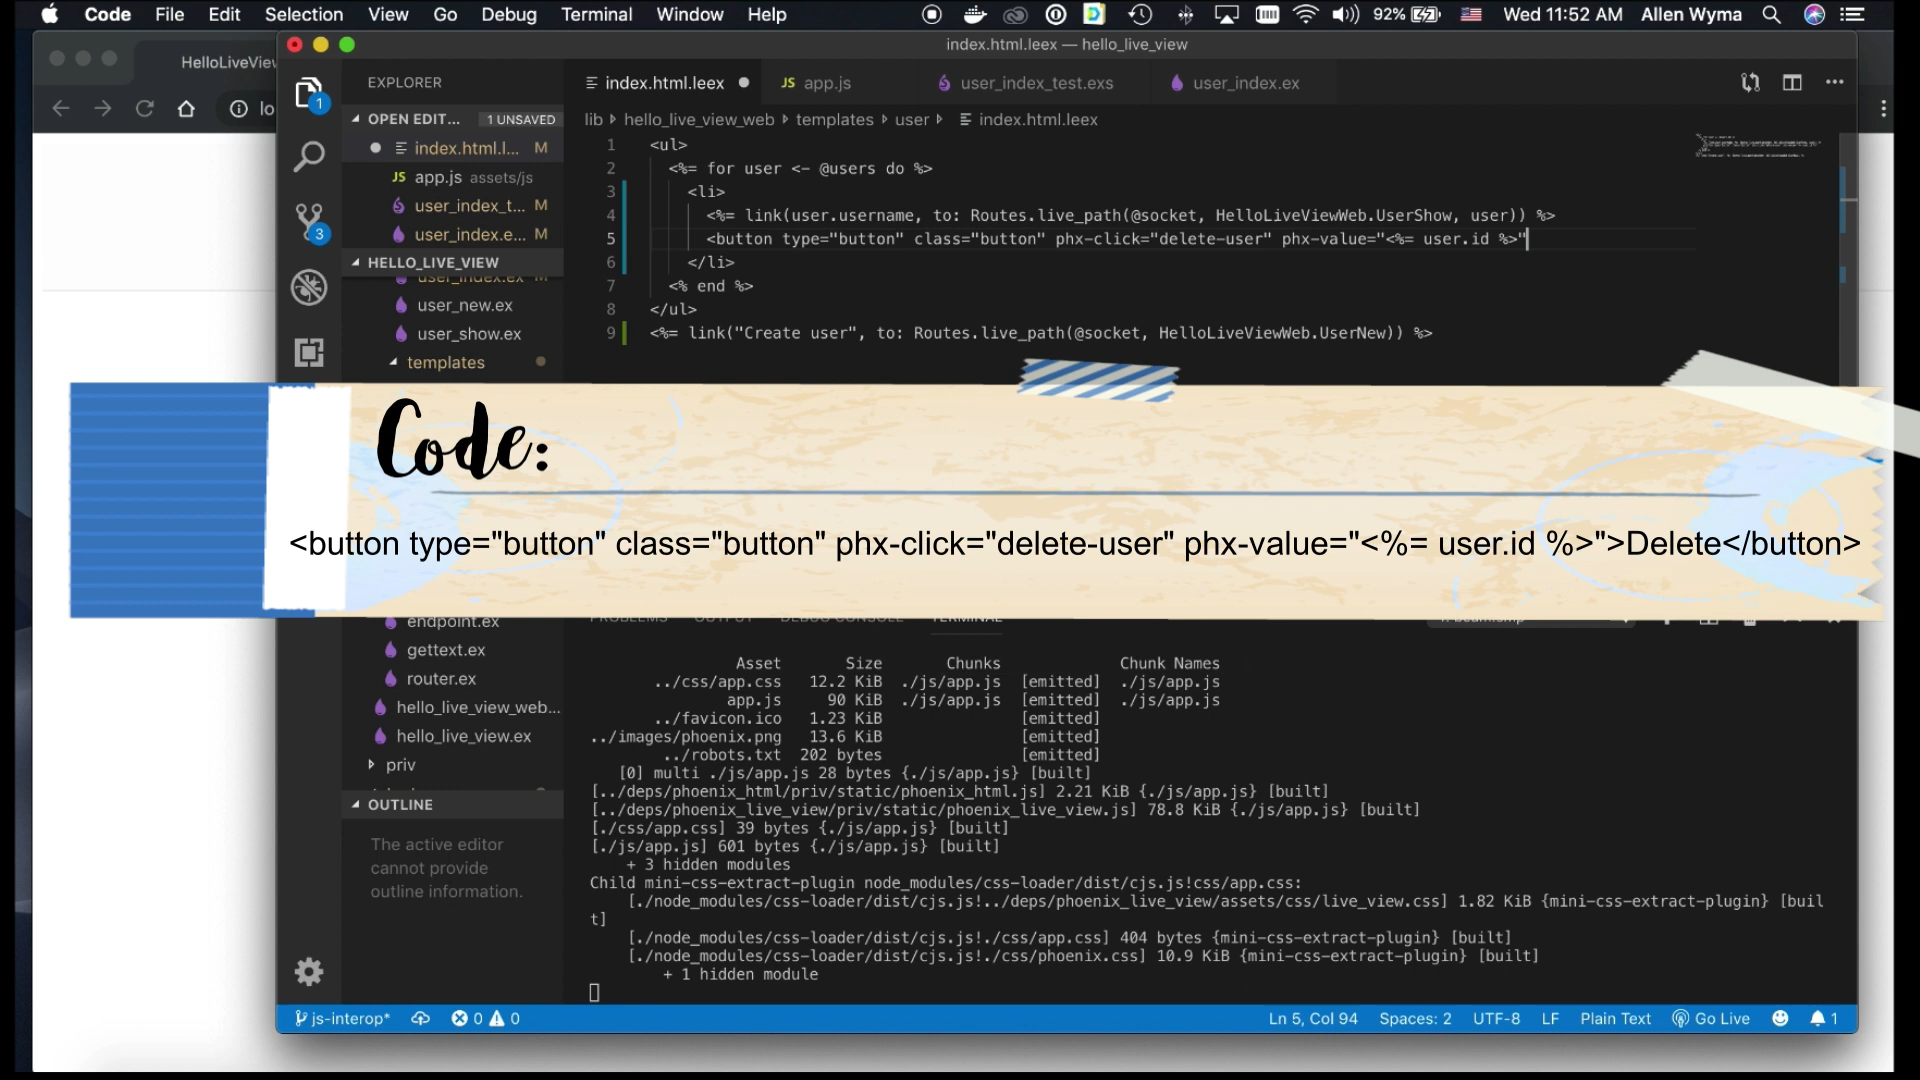 Code File Edit Selection View Go Debug Terminal Window Help 92% Wed 11:52 AM Allen Wyma
index.html.leex — hello_live_view
HelloLiveView
lo
EXPLORER
OPEN EDIT... 1 UNSAVED
index.html.l... M
JS app.js assets/js
user_index_t... M
user_index.e... M
HELLO_LIVE_VIEW
user_index.ex M
user_new.ex
user_show.ex
templates
index.html.leex JS app.js user_index_test.exs user_index.ex
lib hello_live_view_web templates user index.html.leex
1 <ul>
2 <%= for user <- @users do %>
3 <li>
4 <%= link(user.username, to: Routes.live_path(@socket, HelloLiveViewWeb.UserShow, user)) %>
5 <button type="button" class="button" phx-click="delete-user" phx-value="<%= user.id %>"
6 </li>
7 <% end %>
8 </ul>
9 <%= link("Create user", to: Routes.live_path(@socket, HelloLiveViewWeb.UserNew)) %>
Code:
<button type="button" class="button" phx-click="delete-user" phx-value="<%= user.id %>">Delete</button>
endpoint.ex
gettext.ex
router.ex
hello_live_view_web...
hello_live_view.ex
priv
OUTLINE
The active editor
cannot provide
outline information.
PROBLEMS OUTPUT DEBUG CONSOLE TERMINAL
Asset Size Chunks Chunk Names
../css/app.css 12.2 KiB ./js/app.js [emitted] ./js/app.js
app.js 90 KiB ./js/app.js [emitted] ./js/app.js
../favicon.ico 1.23 KiB [emitted]
../images/phoenix.png 13.6 KiB [emitted]
../robots.txt 202 bytes [emitted]
[0] multi ./js/app.js 28 bytes {./js/app.js} [built]
[../deps/phoenix_html/priv/static/phoenix_html.js] 2.21 KiB {./js/app.js} [built]
[../deps/phoenix_live_view/priv/static/phoenix_live_view.js] 78.8 KiB {./js/app.js} [built]
[./css/app.css] 39 bytes {./js/app.js} [built]
[./js/app.js] 601 bytes {./js/app.js} [built]
+ 3 hidden modules
Child mini-css-extract-plugin node_modules/css-loader/dist/cjs.js!css/app.css:
[./node_modules/css-loader/dist/cjs.js!../deps/phoenix_live_view/assets/css/live_view.css] 1.82 KiB {mini-css-extract-plugin} [buil
t]
[./node_modules/css-loader/dist/cjs.js!./css/app.css] 404 bytes {mini-css-extract-plugin} [built]
[./node_modules/css-loader/dist/cjs.js!./css/phoenix.css] 10.9 KiB {mini-css-extract-plugin} [built]
+ 1 hidden module
js-interop* 0 0 Ln 5, Col 94 Spaces: 2 UTF-8 LF Plain Text Go Live 1